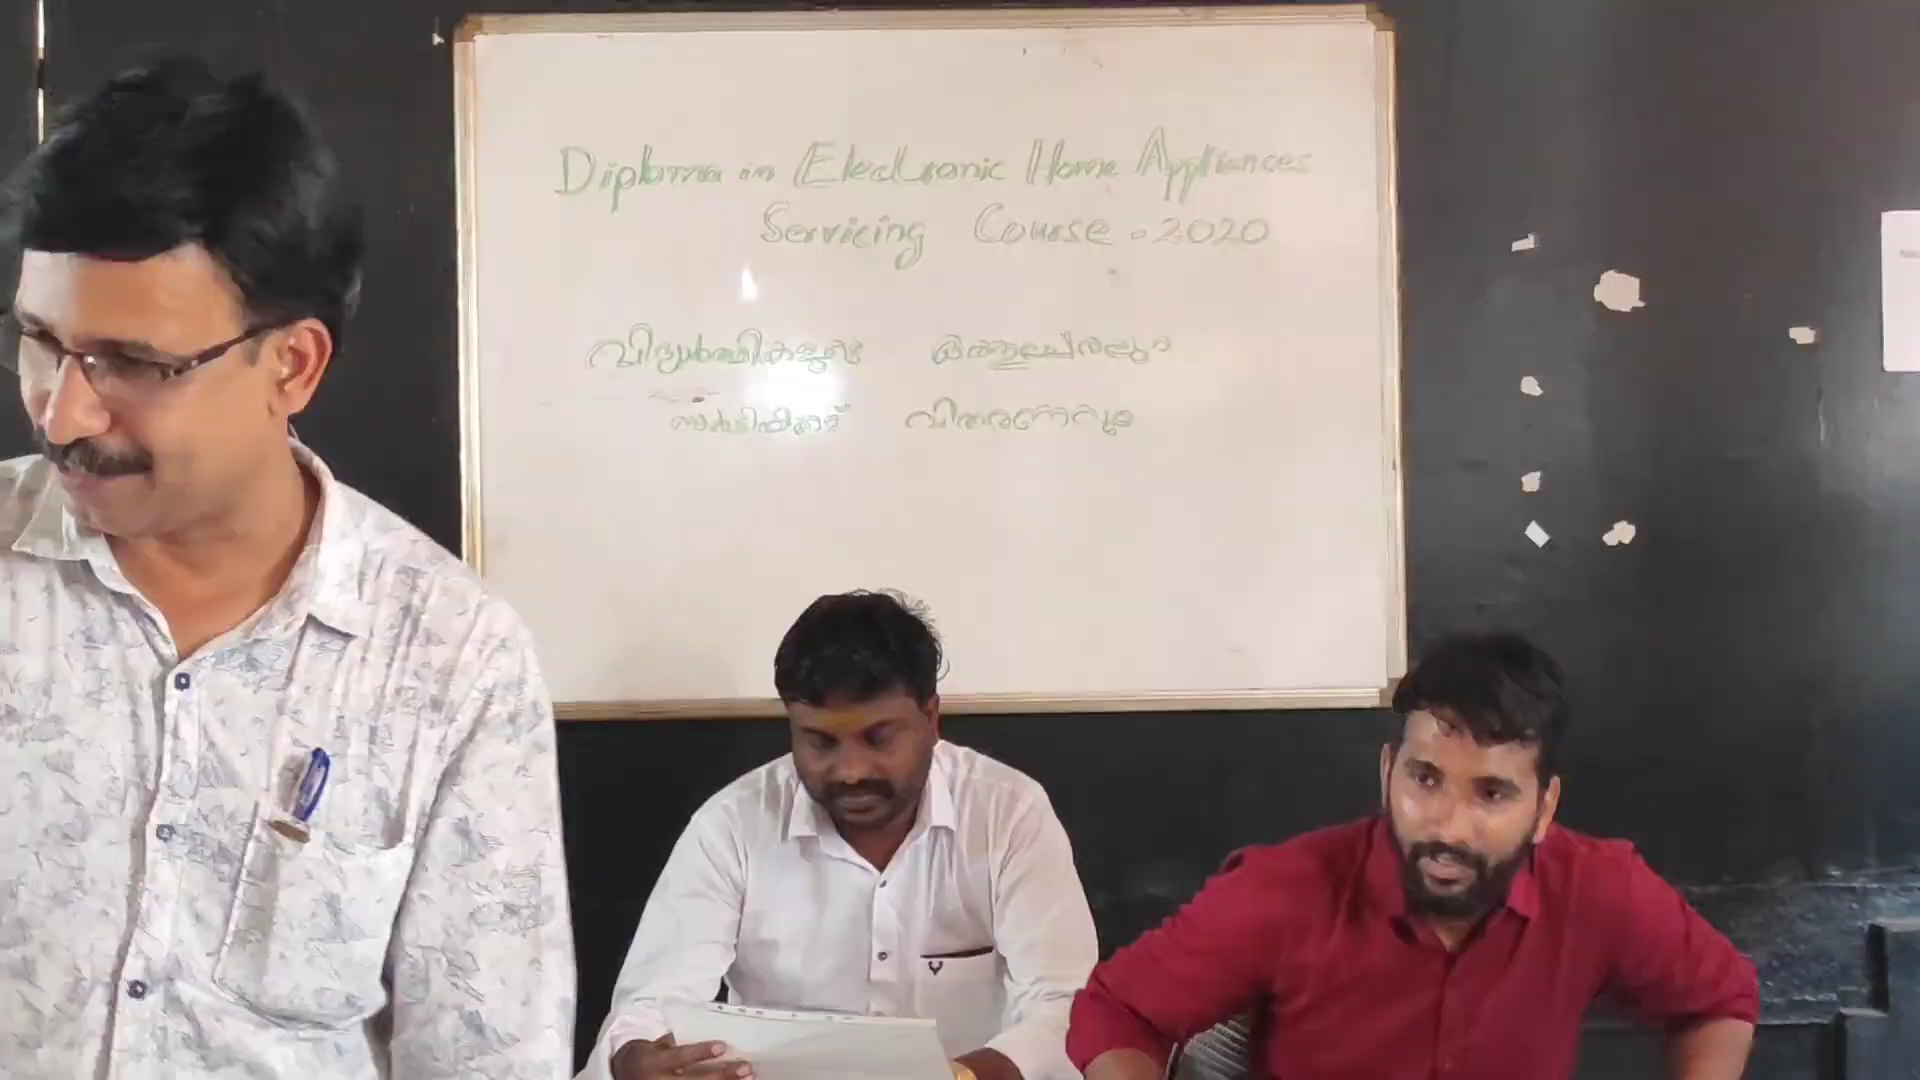 Diploma in Electronic Home Appliances
Servicing Course - 2020
വിദ്യാർത്ഥികളുടെ ഒത്തുചേരലും
സർട്ടിഫിക്കറ്റ് വിതരണവും